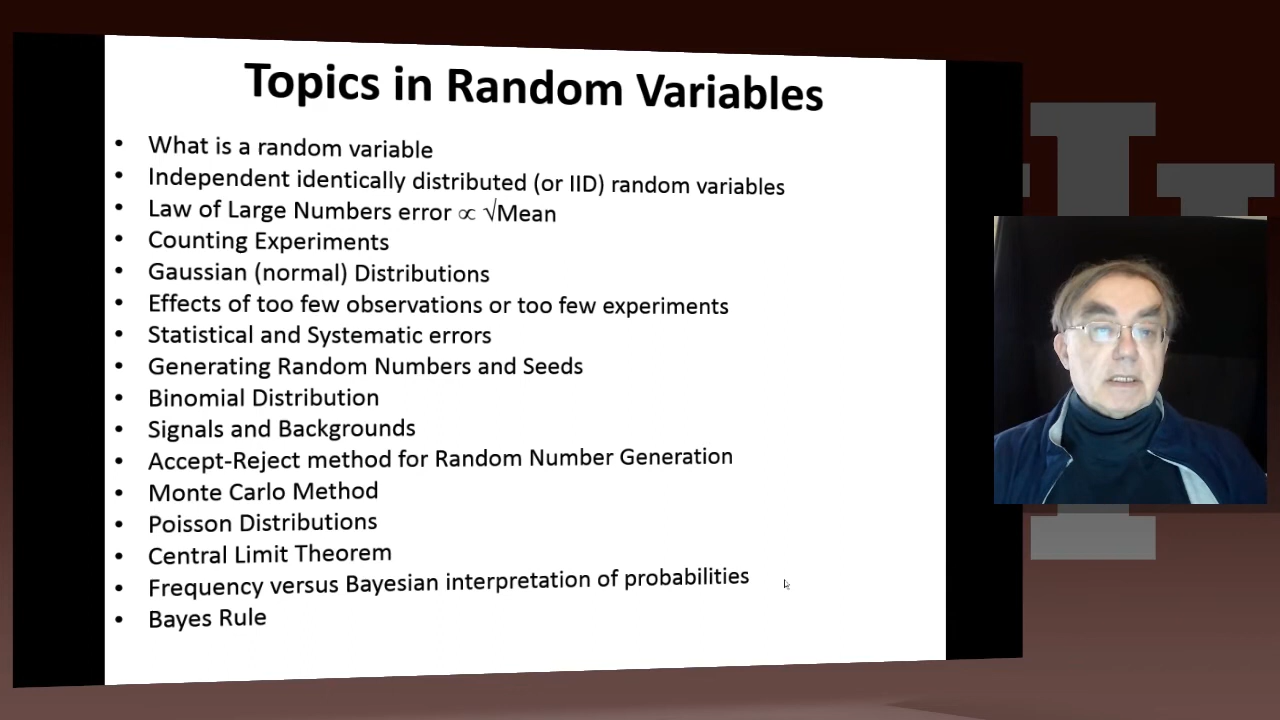 Topics in Random Variables
• What is a random variable
• Independent identically distributed (or IID) random variables
• Law of Large Numbers error ∝ √Mean
• Counting Experiments
• Gaussian (normal) Distributions
• Effects of too few observations or too few experiments
• Statistical and Systematic errors
• Generating Random Numbers and Seeds
• Binomial Distribution
• Signals and Backgrounds
• Accept-Reject method for Random Number Generation
• Monte Carlo Method
• Poisson Distributions
• Central Limit Theorem
• Frequency versus Bayesian interpretation of probabilities
• Bayes Rule